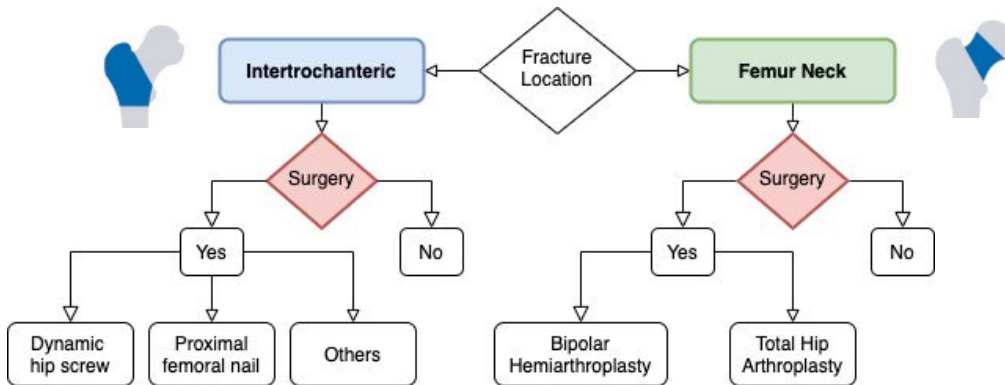 Fracture
Location
Intertrochanteric
Femur Neck
Surgery
Surgery
Yes
No
Yes
No
Dynamic
hip screw
Proximal
femoral nail
Others
Bipolar
Hemiarthroplasty
Total Hip
Arthroplasty